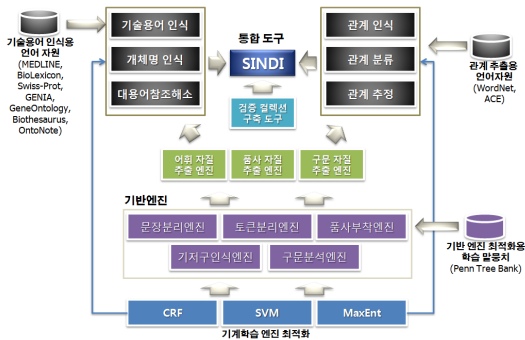 기술용어 인식용
언어 자원
(MEDLINE,
BioLexicon,
Swiss-Prot,
GENIA,
GeneOntology,
Biothesaurus,
OntoNote)
기술용어 인식
개체명 인식
대용어참조해소
통합 도구
SINDI
검증 컬렉션
구축 도구
관계 인식
관계 분류
관계 추정
관계 추출용
언어자원
(WordNet,
ACE)
어휘 자질
추출 엔진
품사 자질
추출 엔진
구문 자질
추출 엔진
기반엔진
문장분리엔진
토큰분리엔진
품사부착엔진
기저구인식엔진
구문분석엔진
기반 엔진 최적화용
학습 말뭉치
(Penn Tree Bank)
CRF
SVM
MaxEnt
기계학습 엔진 최적화